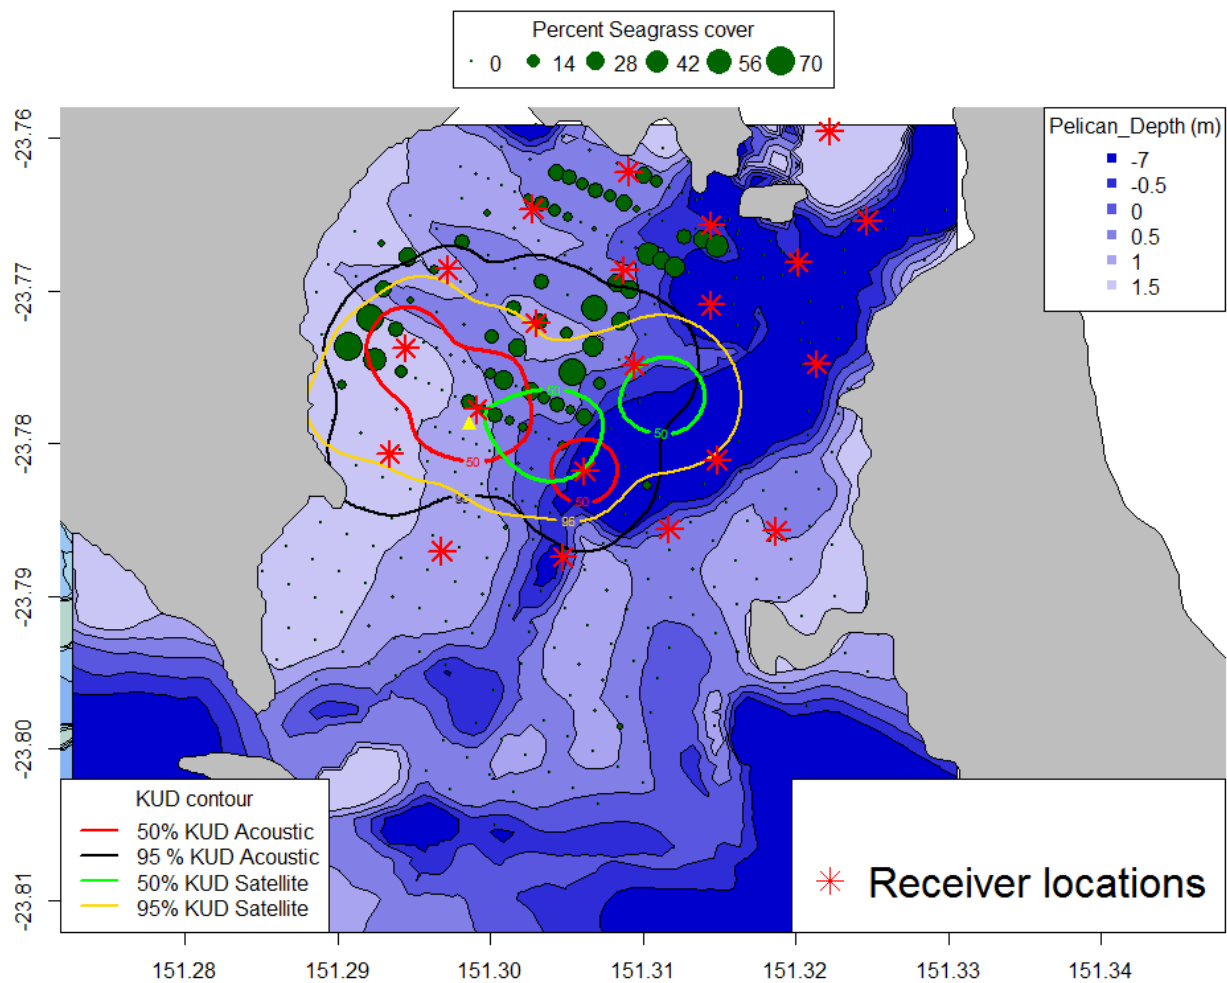 Percent Seagrass cover
0 14 28 42 56 70
Pelican_Depth (m)
-7
-0.5
0
0.5
1
1.5
-23.76
-23.77
-23.78
-23.79
-23.80
-23.81
50
50
50
50
95
95
KUD contour
50% KUD Acoustic
95 % KUD Acoustic
50% KUD Satellite
95% KUD Satellite
Receiver locations
151.28 151.29 151.30 151.31 151.32 151.33 151.34